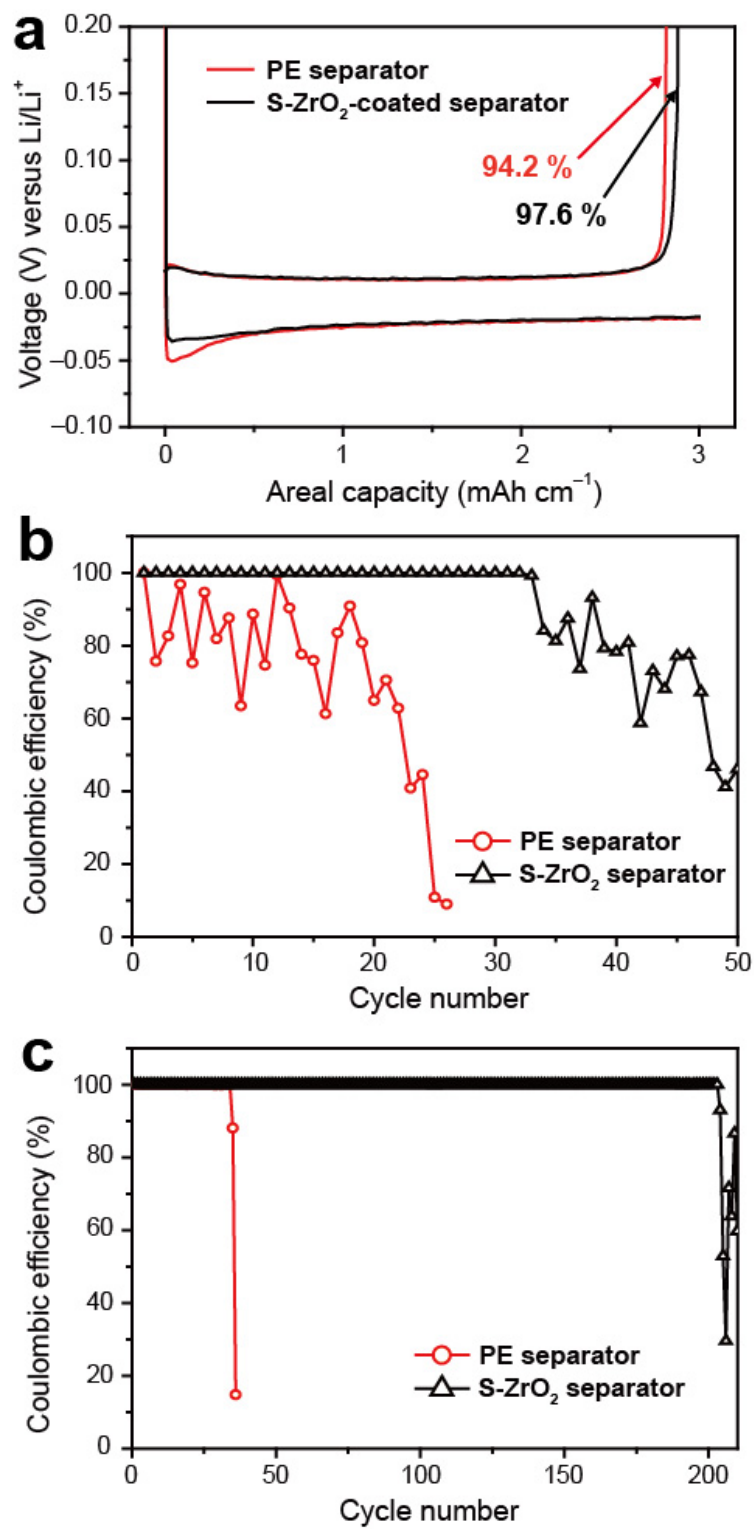 a
0.20
0.15
0.10
0.05
0.00
−0.05
−0.10
Voltage (V) versus Li/Li⁺
PE separator
S-ZrO₂-coated separator
94.2 %
97.6 %
0 1 2 3
Areal capacity (mAh cm⁻¹)
b
100
80
60
40
20
0
Coulombic efficiency (%)
PE separator
S-ZrO₂ separator
0 10 20 30 40 50
Cycle number
c
100
80
60
40
20
0
Coulombic efficiency (%)
PE separator
S-ZrO₂ separator
0 50 100 150 200
Cycle number